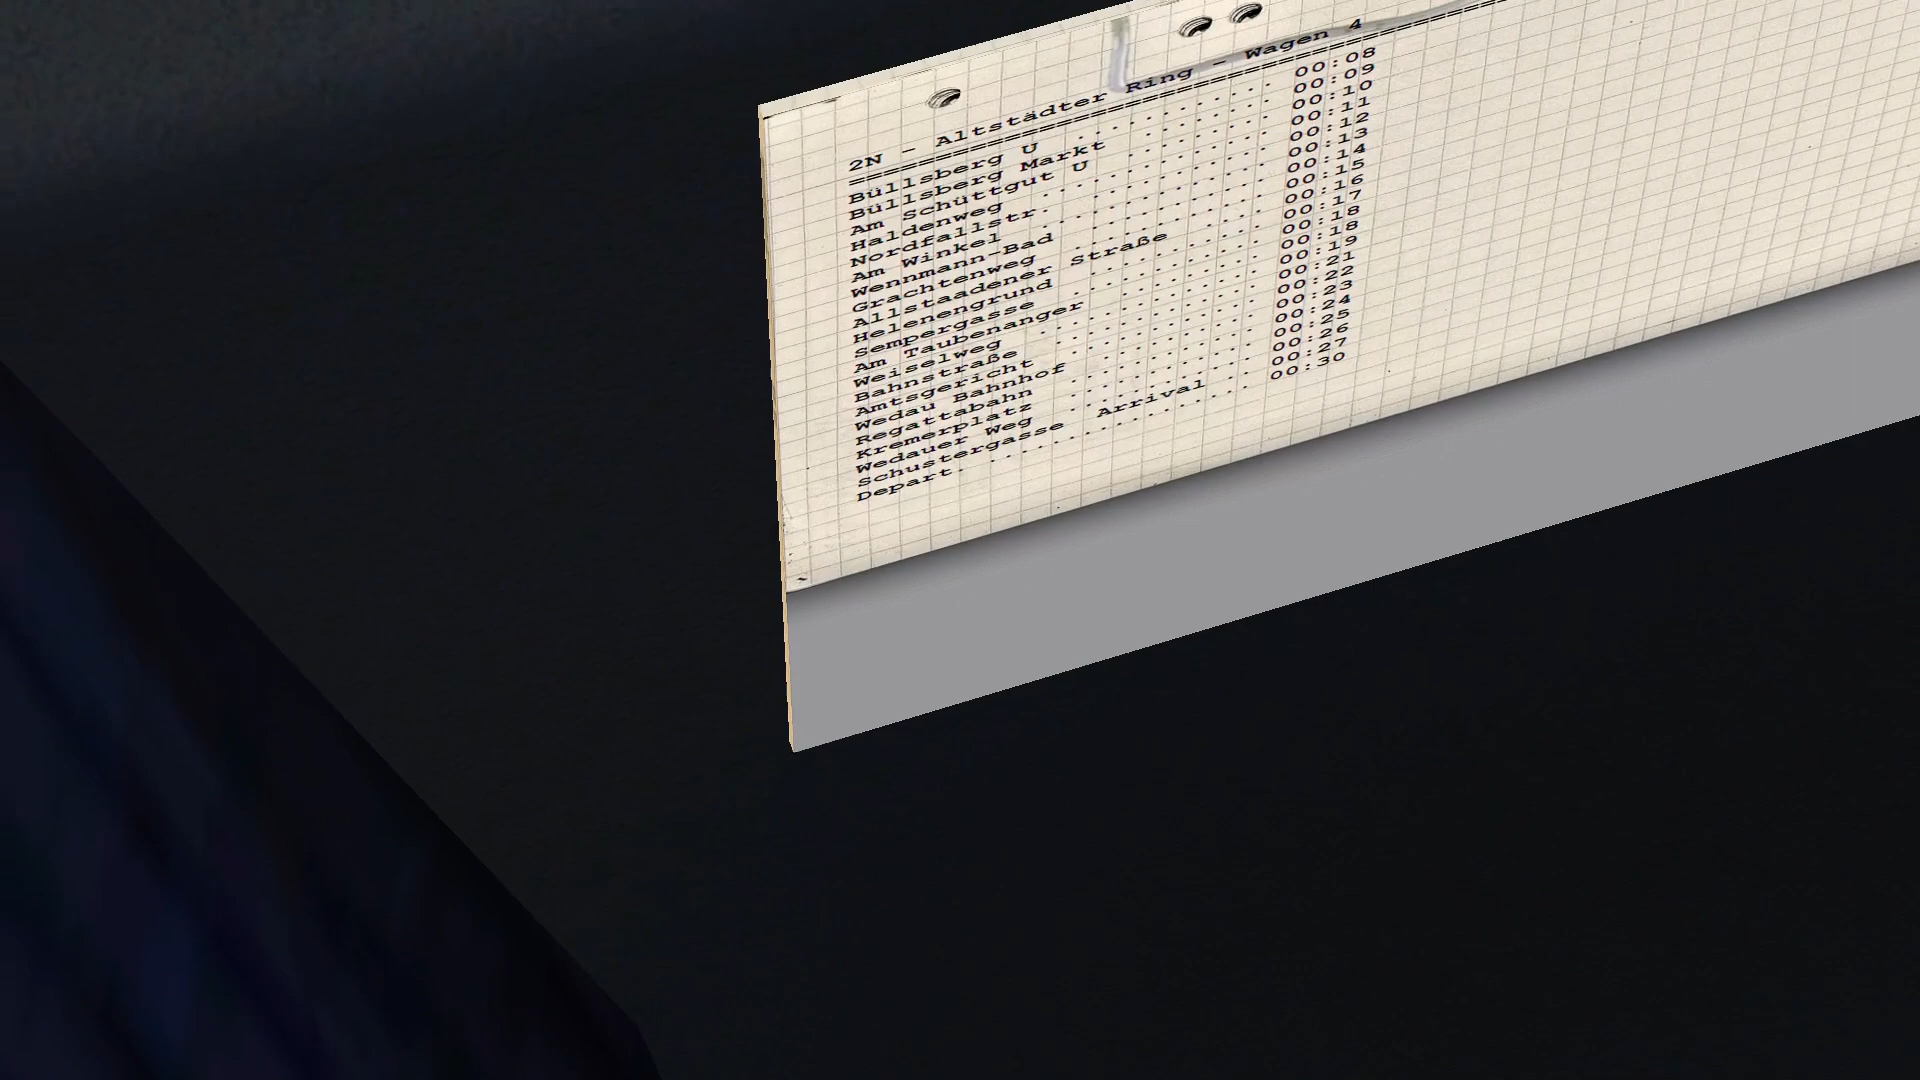 2N - Altstädter Ring - Wagen 4
==================================================
Büllsberg U ............ 00:08
Büllsberg Markt ......... 00:09
Am Schüttgut U .......... 00:10
Haldenweg .............. 00:11
Nordfallstr. ............ 00:12
Am Winkel .............. 00:13
Wennmann-Bad ........... 00:14
Grachtenweg ............ 00:15
Allstaadener Straße ...... 00:16
Helenengrund ........... 00:17
Sempergasse ............ 00:18
Am Taubenanger ......... 00:18
Weiselweg .............. 00:19
Bahnstraße ............. 00:21
Amtsgericht ............ 00:22
Wedau Bahnhof .......... 00:23
Regattabahn ............ 00:24
Kremerplatz ............ 00:25
Wedauer Weg ............ 00:26
Schustergasse Arrival .. 00:27
Depart. ................ 00:30